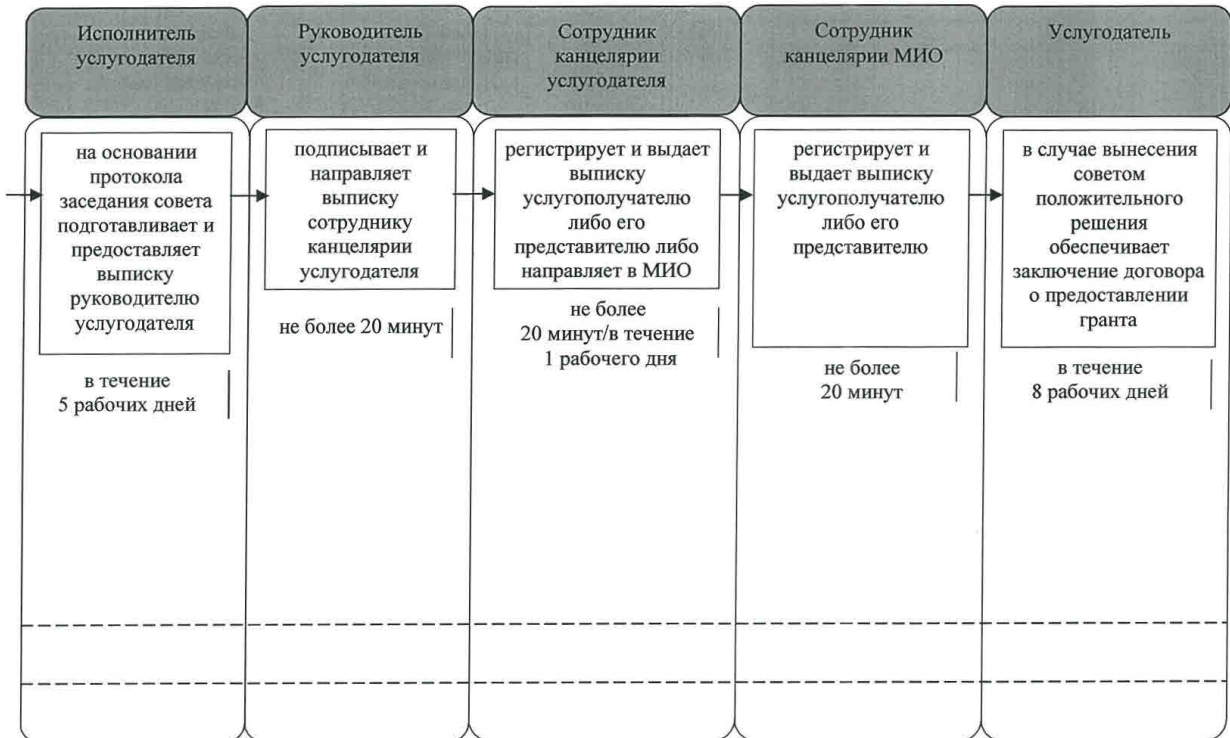 Исполнитель
услугодателя
Руководитель
услугодателя
Сотрудник
канцелярии
услугодателя
Сотрудник
канцелярии МИО
Услугодатель
на основании
протокола
заседания совета
подготавливает и
предоставляет
выписку
руководителю
услугодателя
в течение
5 рабочих дней
подписывает и
направляет
выписку
сотруднику
канцелярии
услугодателя
не более 20 минут
регистрирует и выдает
выписку
услугополучателю
либо его
представителю либо
направляет в МИО
не более
20 минут/в течение
1 рабочего дня
регистрирует и
выдает выписку
услугополучателю
либо его
представителю
не более
20 минут
в случае вынесения
советом
положительного
решения
обеспечивает
заключение договора
о предоставлении
гранта
в течение
8 рабочих дней